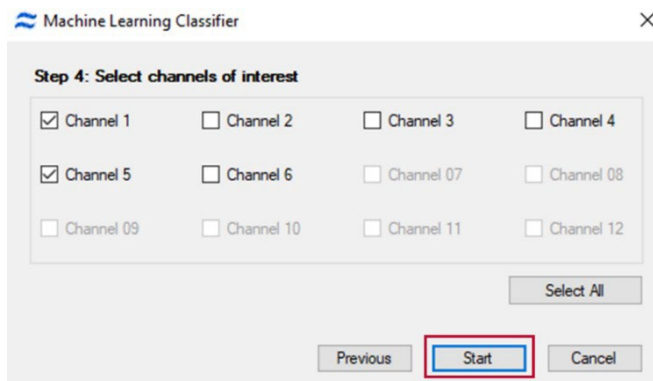 Machine Learning Classifier
Step 4: Select channels of interest
Channel 1 Channel 2 Channel 3 Channel 4
Channel 5 Channel 6 Channel 07 Channel 08
Channel 09 Channel 10 Channel 11 Channel 12
Select All
Previous Start Cancel